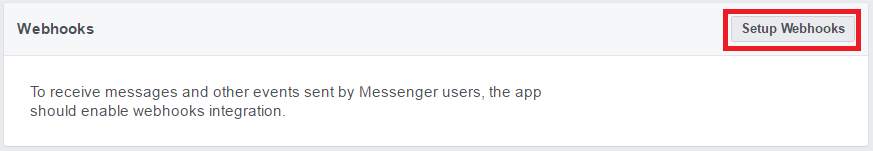 Webhooks
Setup Webhooks
To receive messages and other events sent by Messenger users, the app
should enable webhooks integration.